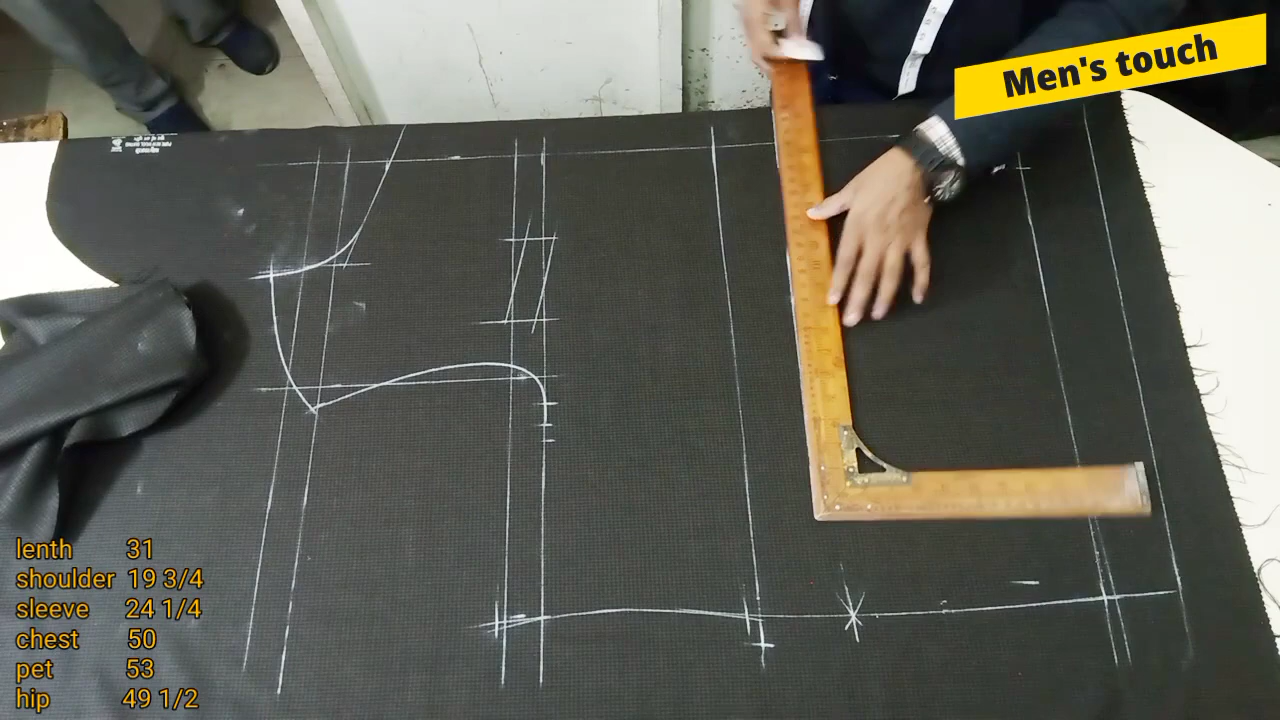 Men's touch
lenth 31
shoulder 19 3/4
sleeve 24 1/4
chest 50
pet 53
hip 49 1/2